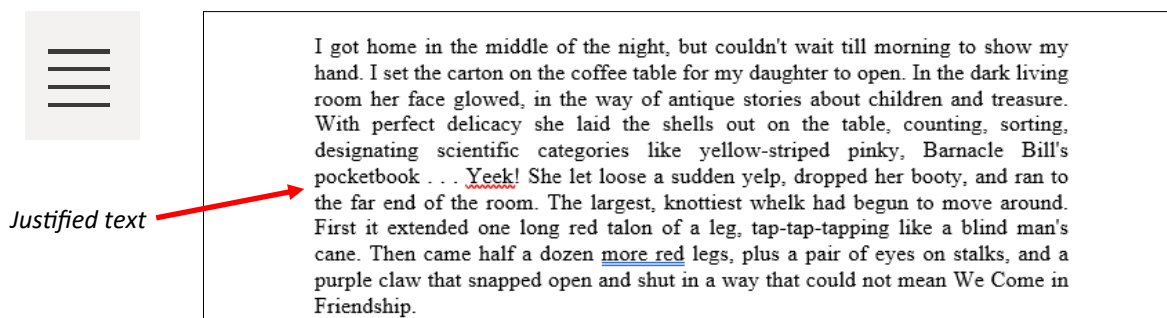 I got home in the middle of the night, but couldn't wait till morning to show my
hand. I set the carton on the coffee table for my daughter to open. In the dark living
room her face glowed, in the way of antique stories about children and treasure.
With perfect delicacy she laid the shells out on the table, counting, sorting,
designating scientific categories like yellow-striped pinky, Barnacle Bill's
pocketbook . . . Yeek! She let loose a sudden yelp, dropped her booty, and ran to
the far end of the room. The largest, knottiest whelk had begun to move around.
First it extended one long red talon of a leg, tap-tap-tapping like a blind man's
cane. Then came half a dozen more red legs, plus a pair of eyes on stalks, and a
purple claw that snapped open and shut in a way that could not mean We Come in
Friendship.
Justified text